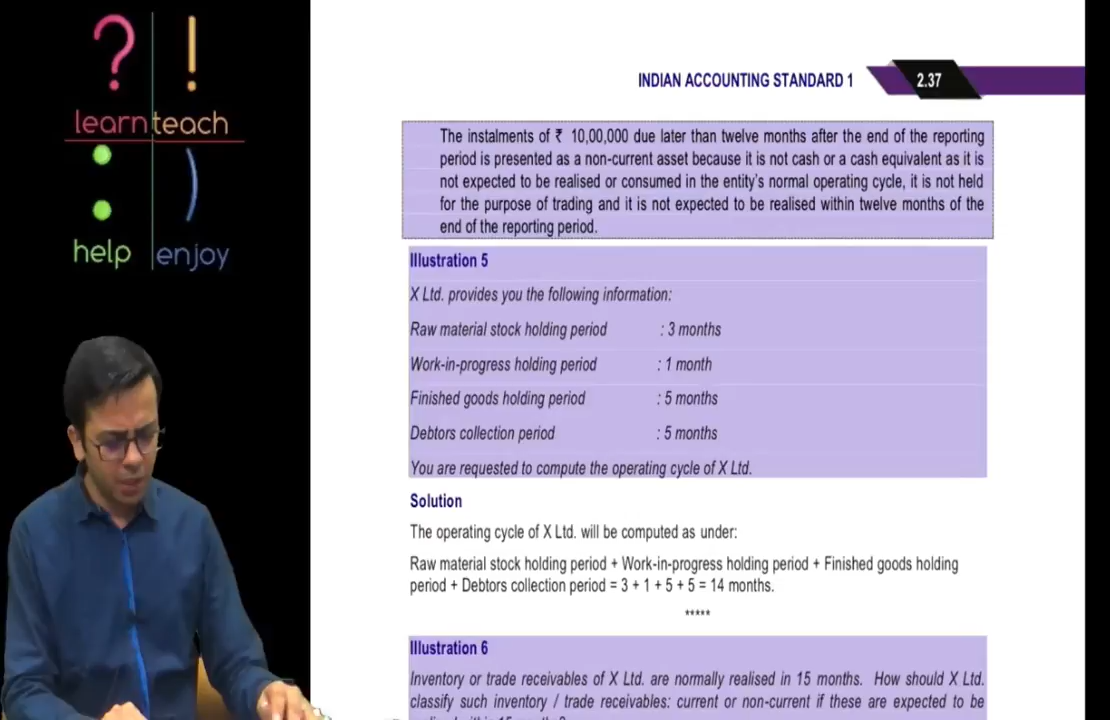 ? !
learn teach
help enjoy
INDIAN ACCOUNTING STANDARD 1 2.37
The instalments of ₹ 10,00,000 due later than twelve months after the end of the reporting
period is presented as a non-current asset because it is not cash or a cash equivalent as it is
not expected to be realised or consumed in the entity's normal operating cycle, it is not held
for the purpose of trading and it is not expected to be realised within twelve months of the
end of the reporting period.
Illustration 5
X Ltd. provides you the following information:
Raw material stock holding period : 3 months
Work-in-progress holding period : 1 month
Finished goods holding period : 5 months
Debtors collection period : 5 months
You are requested to compute the operating cycle of X Ltd.
Solution
The operating cycle of X Ltd. will be computed as under:
Raw material stock holding period + Work-in-progress holding period + Finished goods holding
period + Debtors collection period = 3 + 1 + 5 + 5 = 14 months.
*****
Illustration 6
Inventory or trade receivables of X Ltd. are normally realised in 15 months. How should X Ltd.
classify such inventory / trade receivables: current or non-current if these are expected to